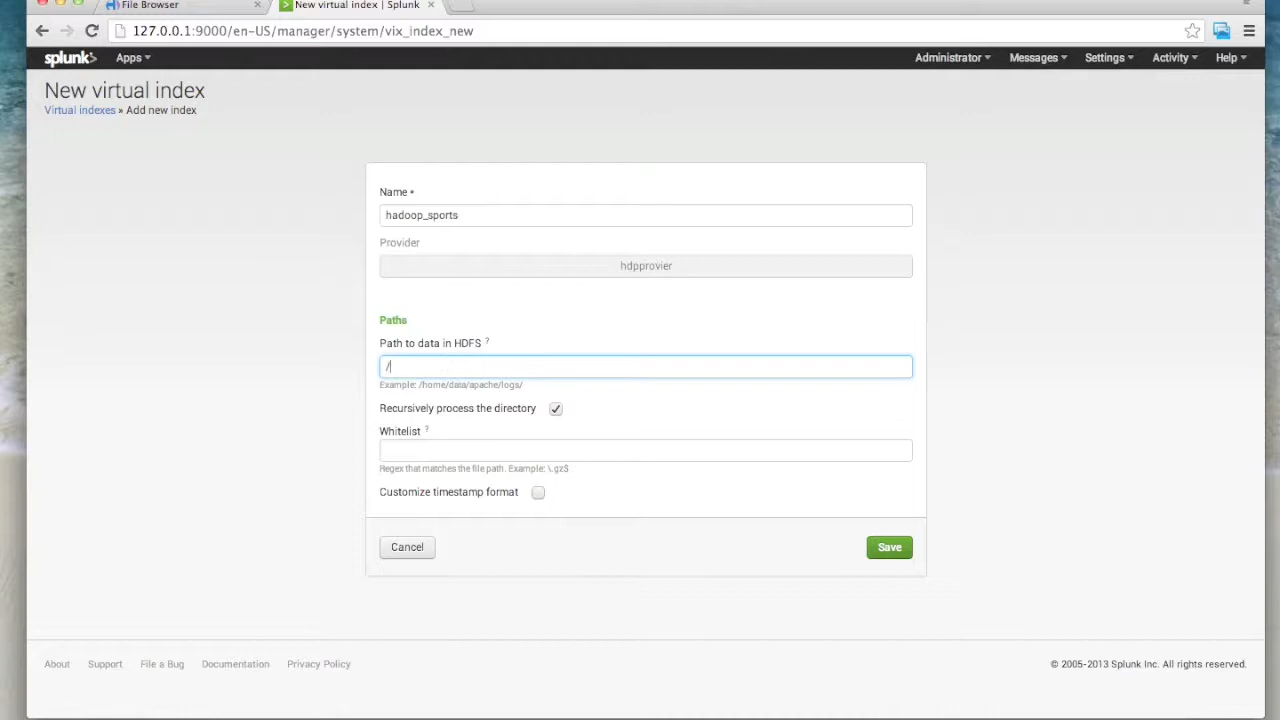 File Browser
New virtual index | Splunk
127.0.0.1:9000/en-US/manager/system/vix_index_new
splunk> Apps Administrator Messages Settings Activity Help
New virtual index
Virtual indexes » Add new index
Name *
hadoop_sports
Provider
hdpprovier
Paths
Path to data in HDFS ?
/
Example: /home/data/apache/logs/
Recursively process the directory
Whitelist ?
Regex that matches the file path. Example: \.gz$
Customize timestamp format
Cancel Save
About Support File a Bug Documentation Privacy Policy © 2005-2013 Splunk Inc. All rights reserved.